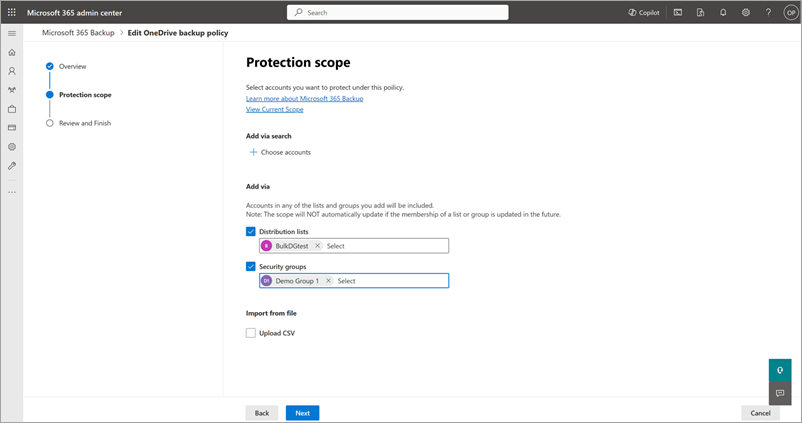 Microsoft 365 admin center
Search
Copilot
OP
Microsoft 365 Backup > Edit OneDrive backup policy
Overview
Protection scope
Review and Finish
Protection scope
Select accounts you want to protect under this policy.
Learn more about Microsoft 365 Backup
View Current Scope
Add via search
Choose accounts
Add via
Accounts in any of the lists and groups you add will be included.
Note: The scope will NOT automatically update if the membership of a list or group is updated in the future.
Distribution lists
B BulkDGtest Select
Security groups
D1 Demo Group 1 Select
Import from file
Upload CSV
Back Next Cancel